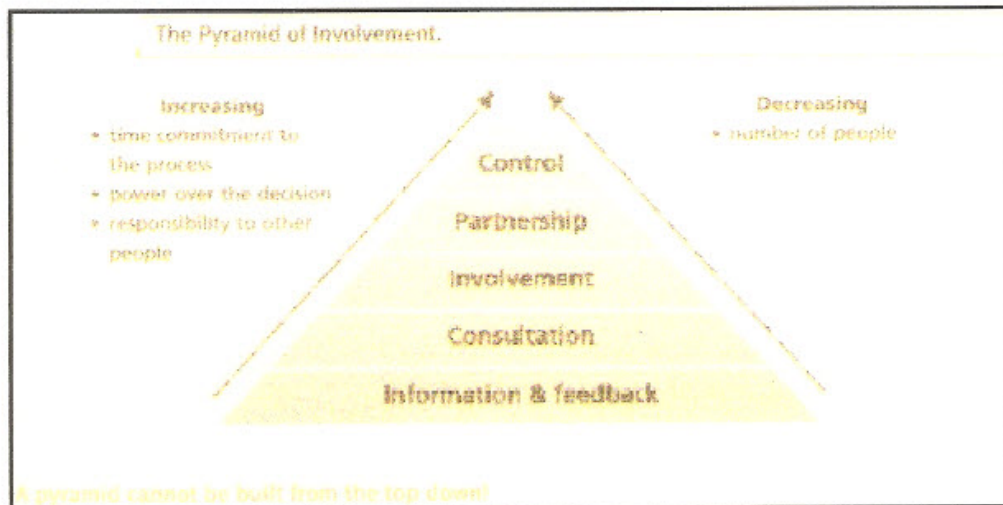 The Pyramid of Involvement.
Increasing
• time commitment to
the process
• power over the decision
• responsibility to other
people
Decreasing
• number of people
Control
Partnership
Involvement
Consultation
Information & feedback
A pyramid cannot be built from the top down!